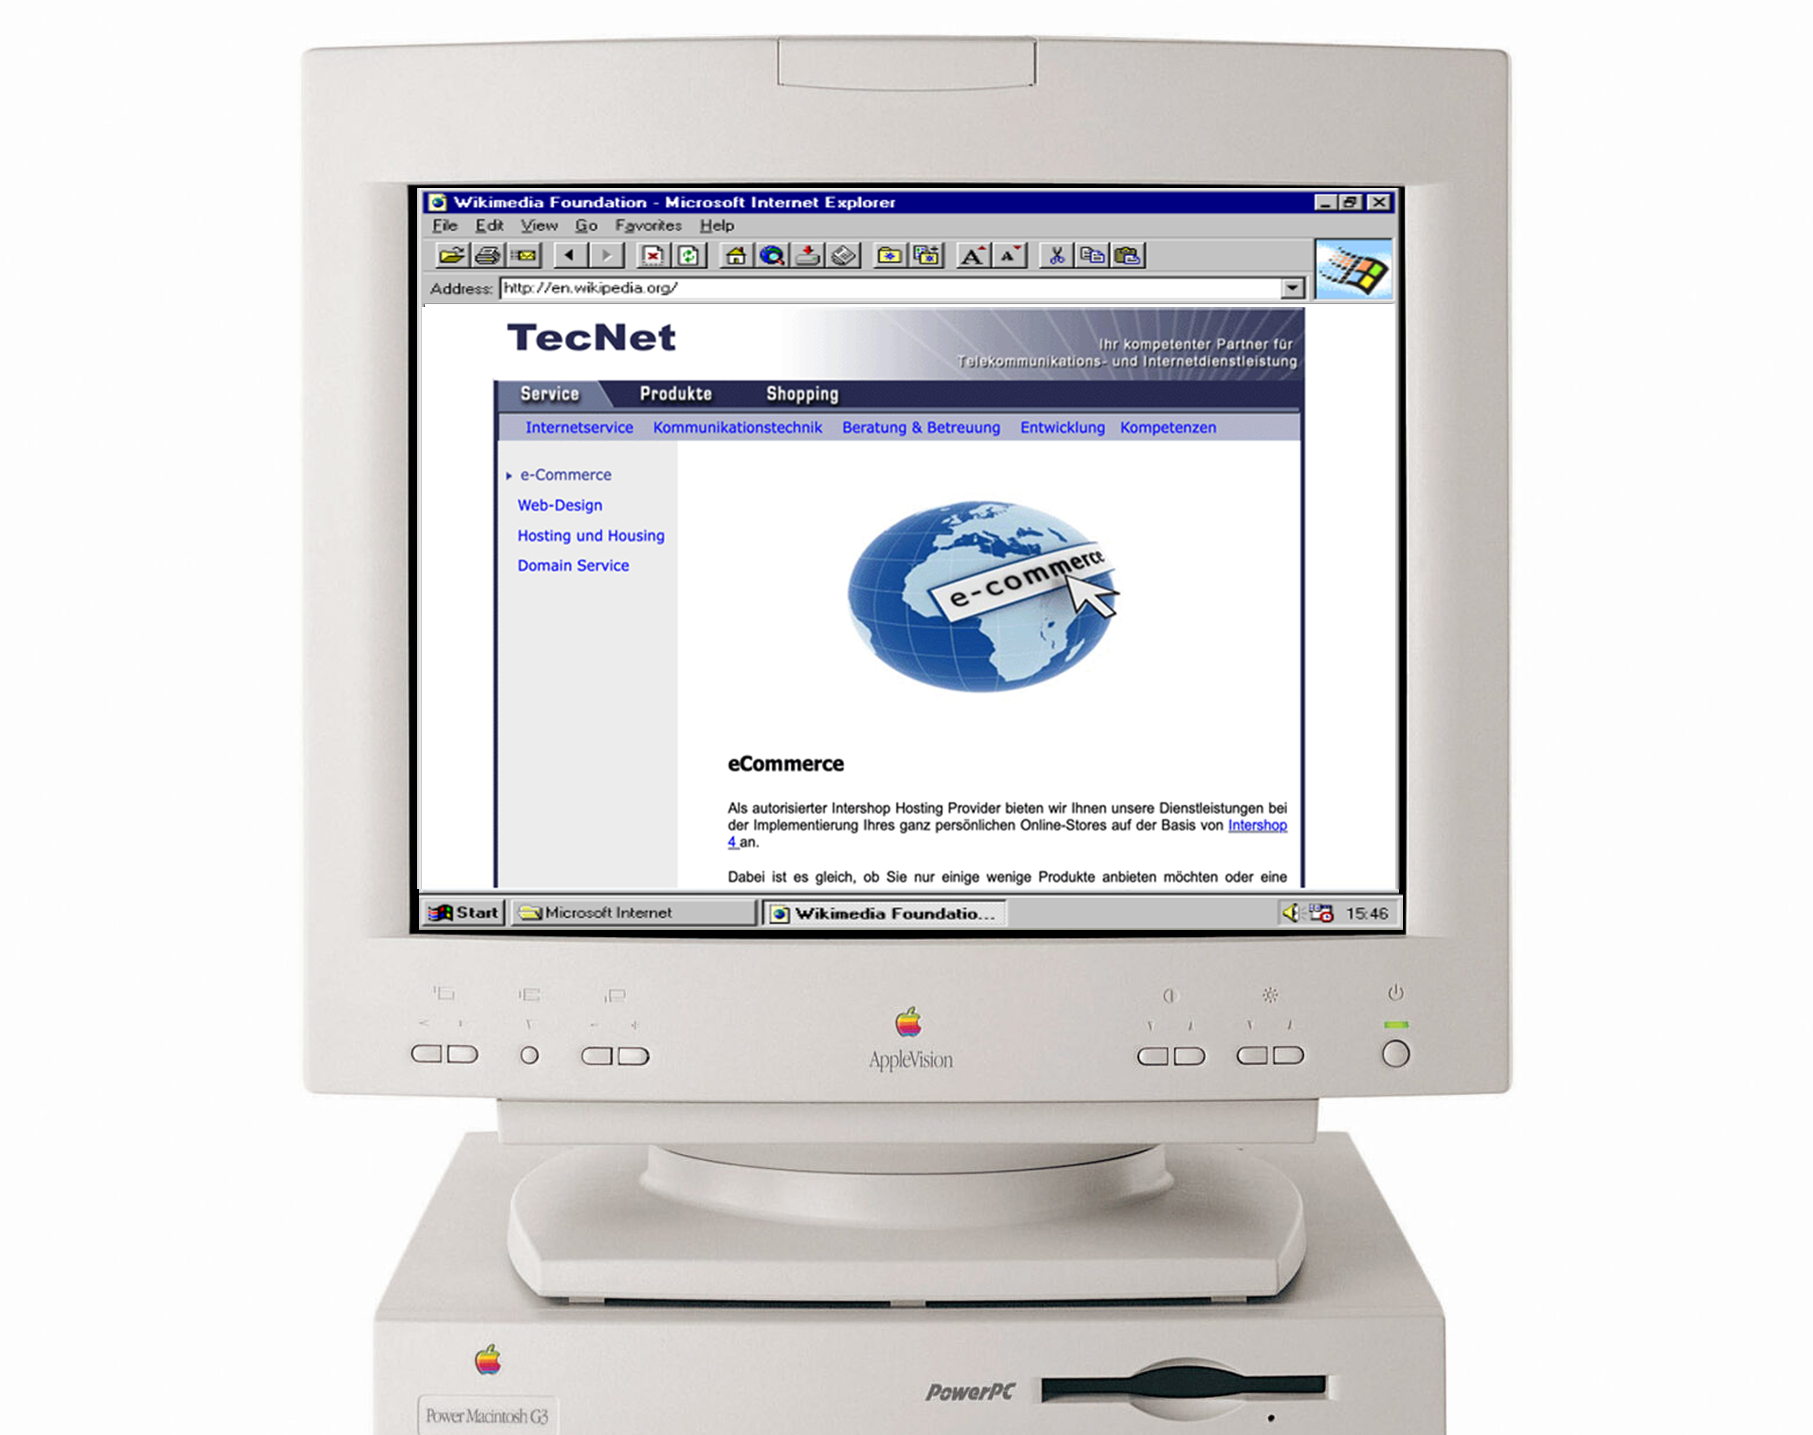 Wikimedia Foundation - Microsoft Internet Explorer
File Edit View Go Favorites Help
Address: http://en.wikipedia.org/
TecNet
Ihr kompetenter Partner für
Telekommunikations- und Internetdienstleistung
Service Produkte Shopping
Internetservice Kommunikationstechnik Beratung & Betreuung Entwicklung Kompetenzen
e-Commerce
Web-Design
Hosting und Housing
Domain Service
e-commerce
eCommerce
Als autorisierter Intershop Hosting Provider bieten wir Ihnen unsere Dienstleistungen bei
der Implementierung Ihres ganz persönlichen Online-Stores auf der Basis von Intershop
4 an.
Dabei ist es gleich, ob Sie nur einige wenige Produkte anbieten möchten oder eine
Start Microsoft Internet Wikimedia Foundatio... 15:46
AppleVision
PowerPC
Power Macintosh G3